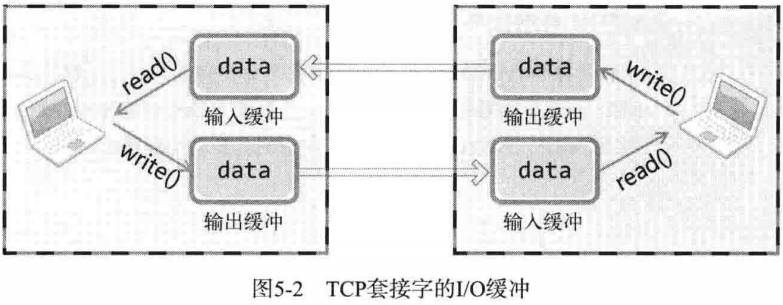 read()
data
输入缓冲
write()
data
输出缓冲
data
输出缓冲
write()
data
输入缓冲
read()
图5-2 TCP套接字的I/O缓冲